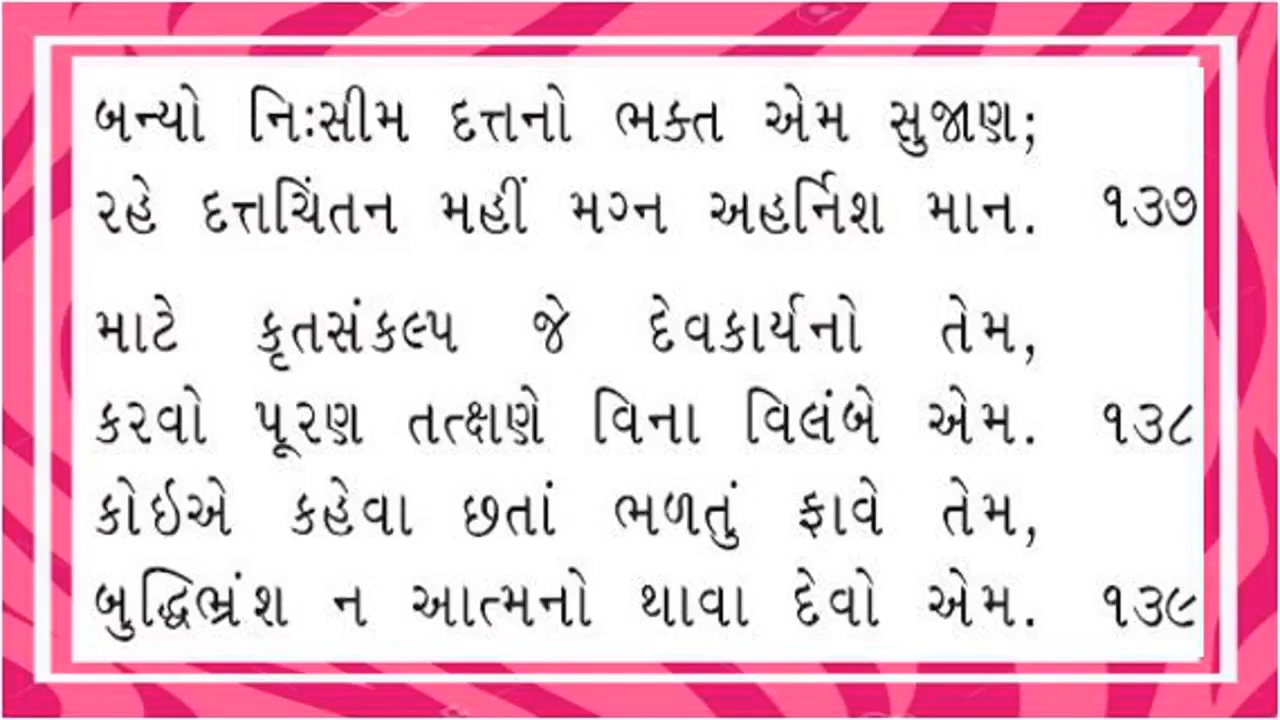 બન્યો નિઃસીમ દત્તનો ભક્ત એમ સુજાણ;
રહે દત્તચિંતન મહીં મગ્ન અહર્નિશ માન. ૧૩૭
માટે કૃતસંકલ્પ જે દેવકાર્યનો તેમ,
કરવો પૂરણ તત્ક્ષણે વિના વિલંબે એમ. ૧૩૮
કોઇએ કહેવા છતાં ભળતું ફાવે તેમ,
બુદ્ધિભ્રંશ ન આત્મનો થાવા દેવો એમ. ૧૩૯